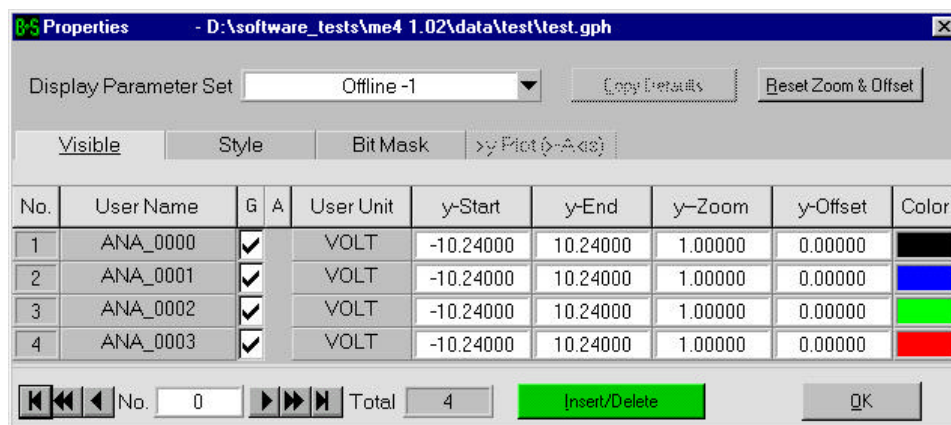 B+S Properties - D:\software_tests\me4 1.02\data\test\test.gph
Display Parameter Set Offline -1 Copy Defaults Reset Zoom & Offset
Visible Style Bit Mask xy Plot (x-Axis)
No. User Name G A User Unit y-Start y-End y-Zoom y-Offset Color
1 ANA_0000 VOLT -10.24000 10.24000 1.00000 0.00000
2 ANA_0001 VOLT -10.24000 10.24000 1.00000 0.00000
3 ANA_0002 VOLT -10.24000 10.24000 1.00000 0.00000
4 ANA_0003 VOLT -10.24000 10.24000 1.00000 0.00000
No. 0 Total 4 Insert/Delete OK